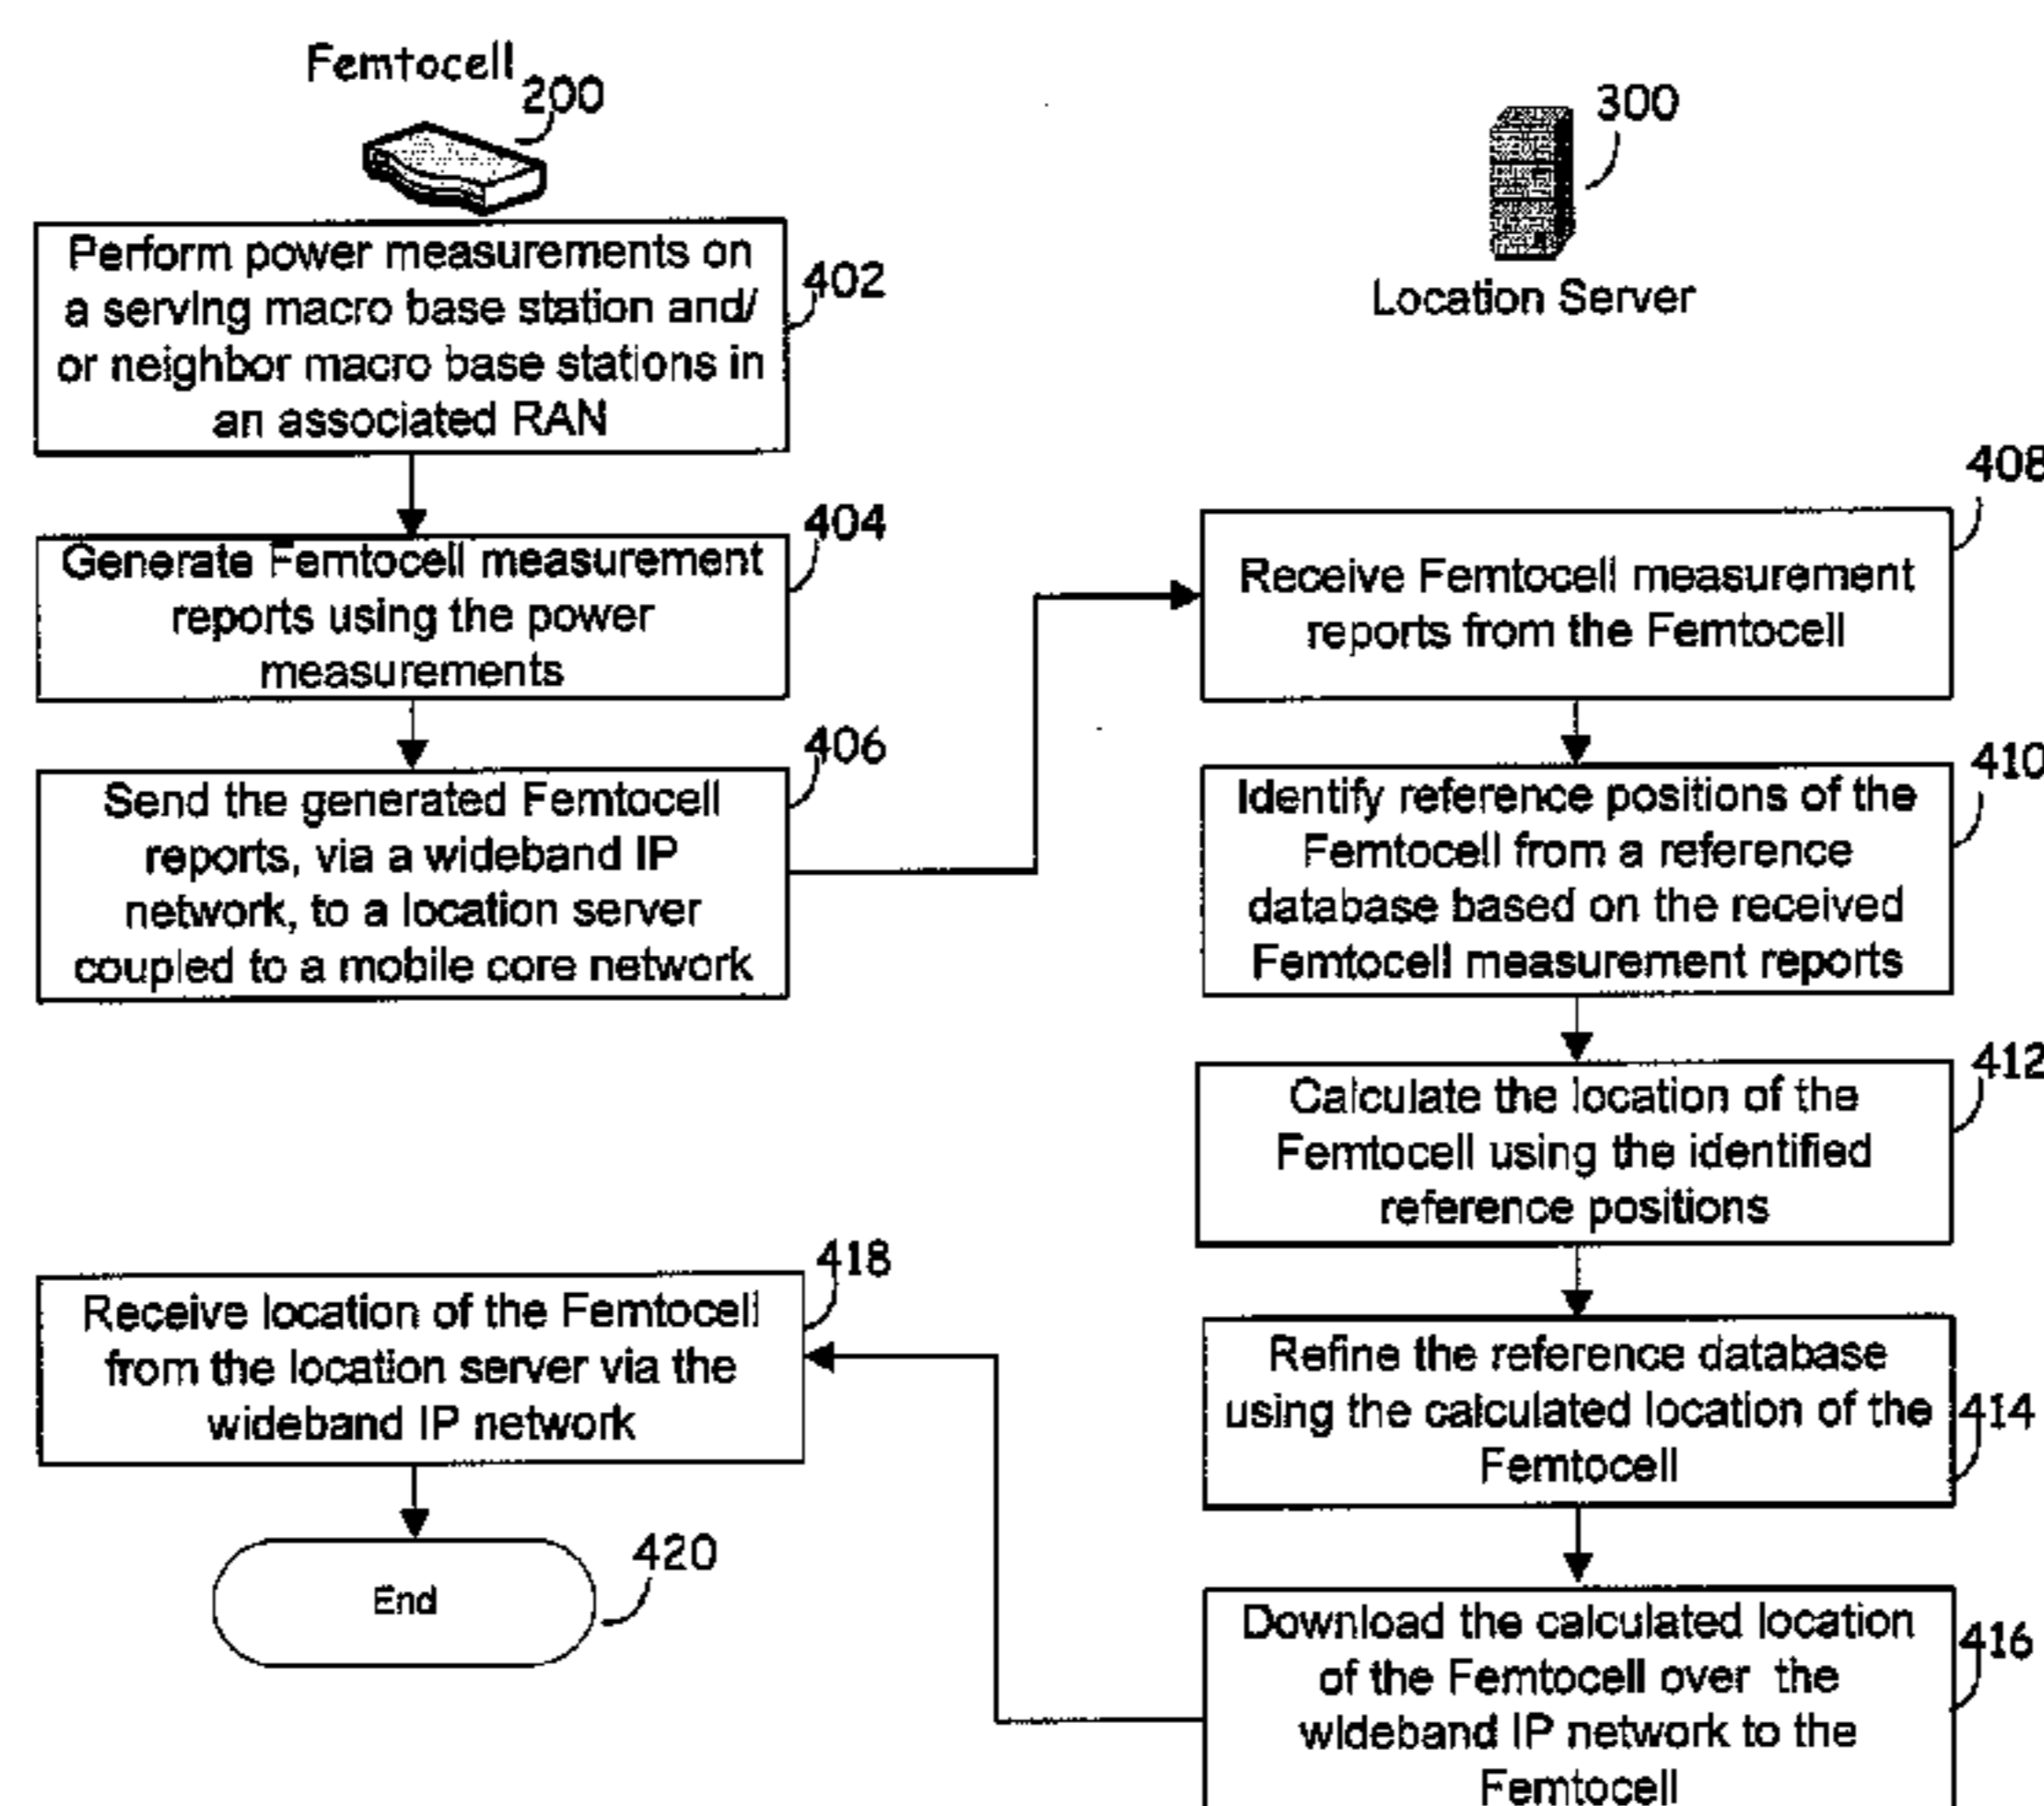 Femtocell
200
300
Location Server
Perform power measurements on
a serving macro base station and/
or neighbor macro base stations in
an associated RAN
402
Generate Femtocell measurement
reports using the power
measurements
404
Send the generated Femtocell
reports, via a wideband IP
network, to a location server
coupled to a mobile core network
406
Receive Femtocell measurement
reports from the Femtocell
408
Identify reference positions of the
Femtocell from a reference
database based on the received
Femtocell measurement reports
410
Calculate the location of the
Femtocell using the identified
reference positions
412
Refine the reference database
using the calculated location of the
Femtocell
414
Download the calculated location
of the Femtocell over the
wideband IP network to the
Femtocell
416
Receive location of the Femtocell
from the location server via the
wideband IP network
418
End
420